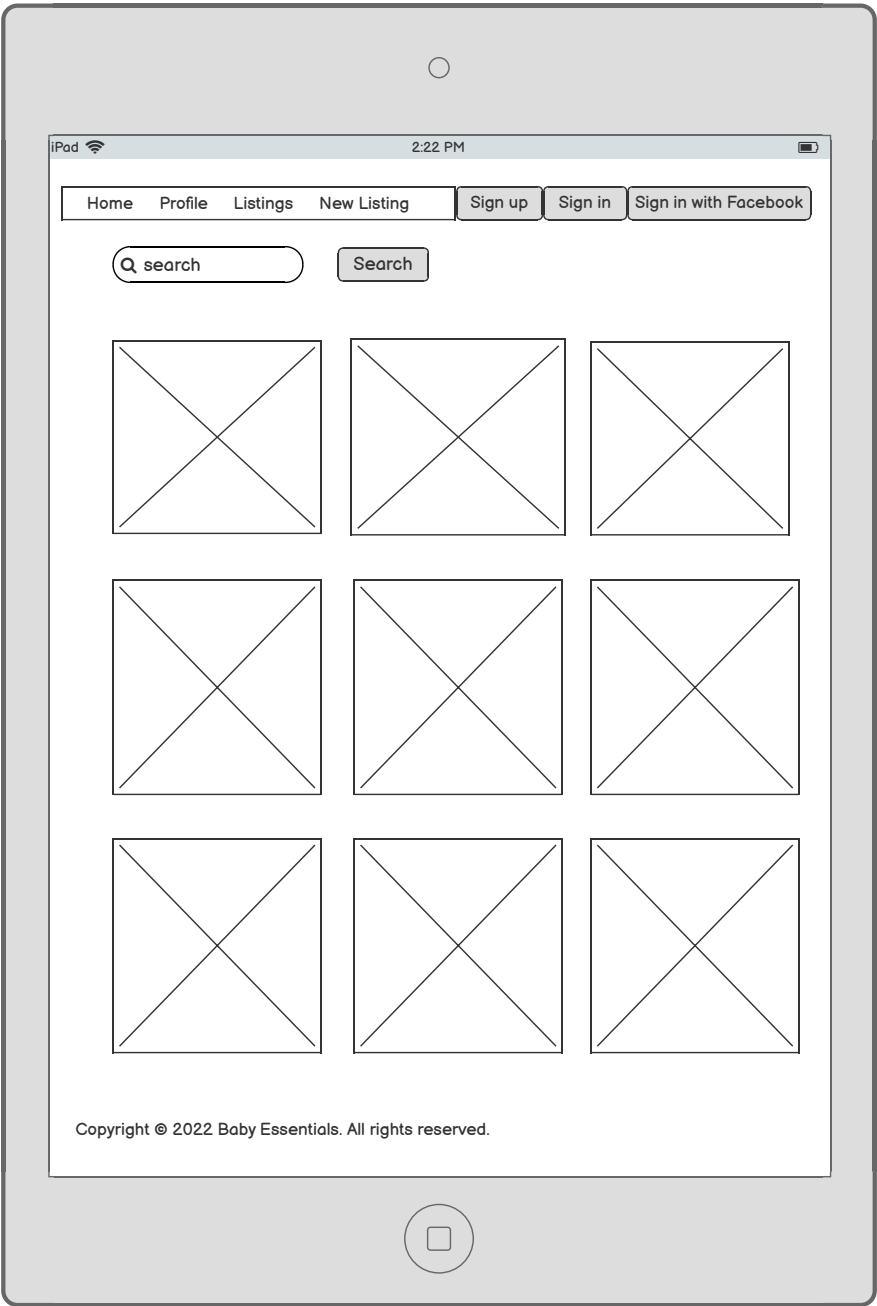 iPad 2:22 PM
Home Profile Listings New Listing Sign up Sign in Sign in with Facebook
search Search
Copyright © 2022 Baby Essentials. All rights reserved.